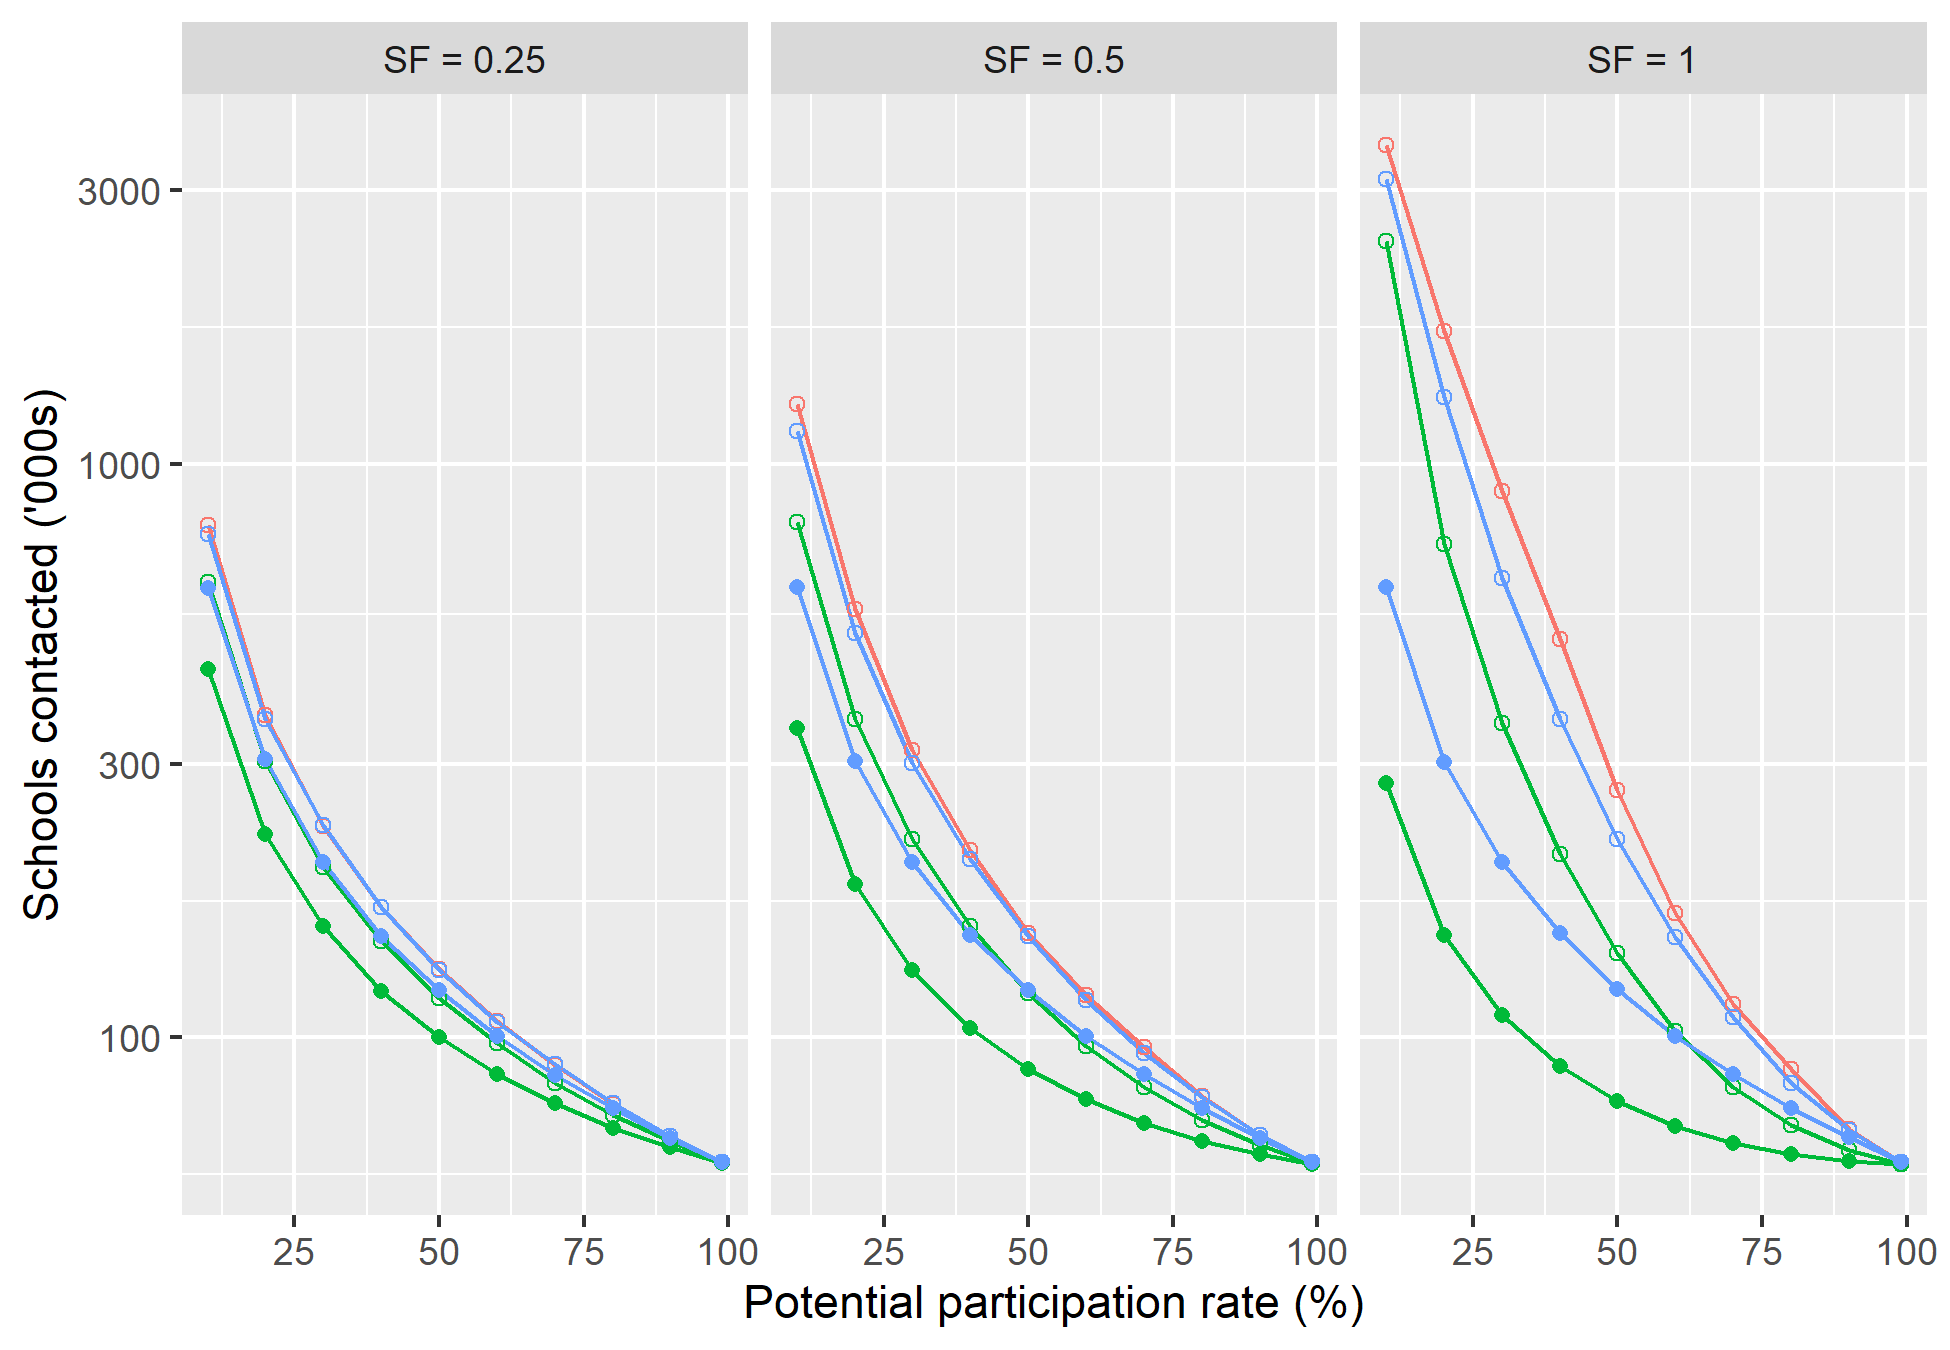 SF = 0.25
SF = 0.5
SF = 1
Schools contacted ('000s)
3000
1000
300
100
25 50 75 100
25 50 75 100
25 50 75 100
Potential participation rate (%)